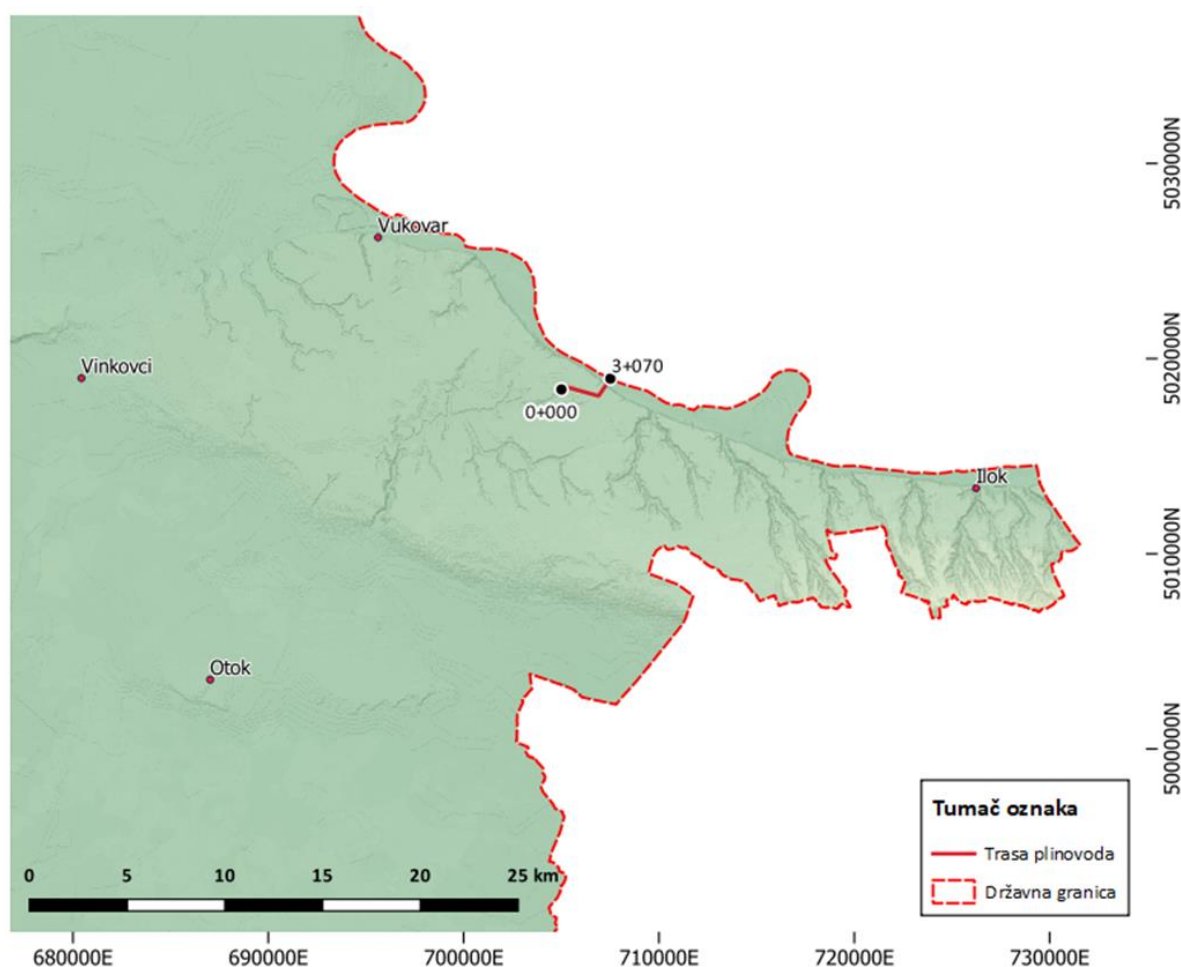 5030000N
Vukovar
5020000N
Vinkovci
3+070
0+000
Ilok
5010000N
Otok
5000000N
Tumač oznaka
Trasa plinovoda
Državna granica
0 5 10 15 20 25 km
680000E 690000E 700000E 710000E 720000E 730000E